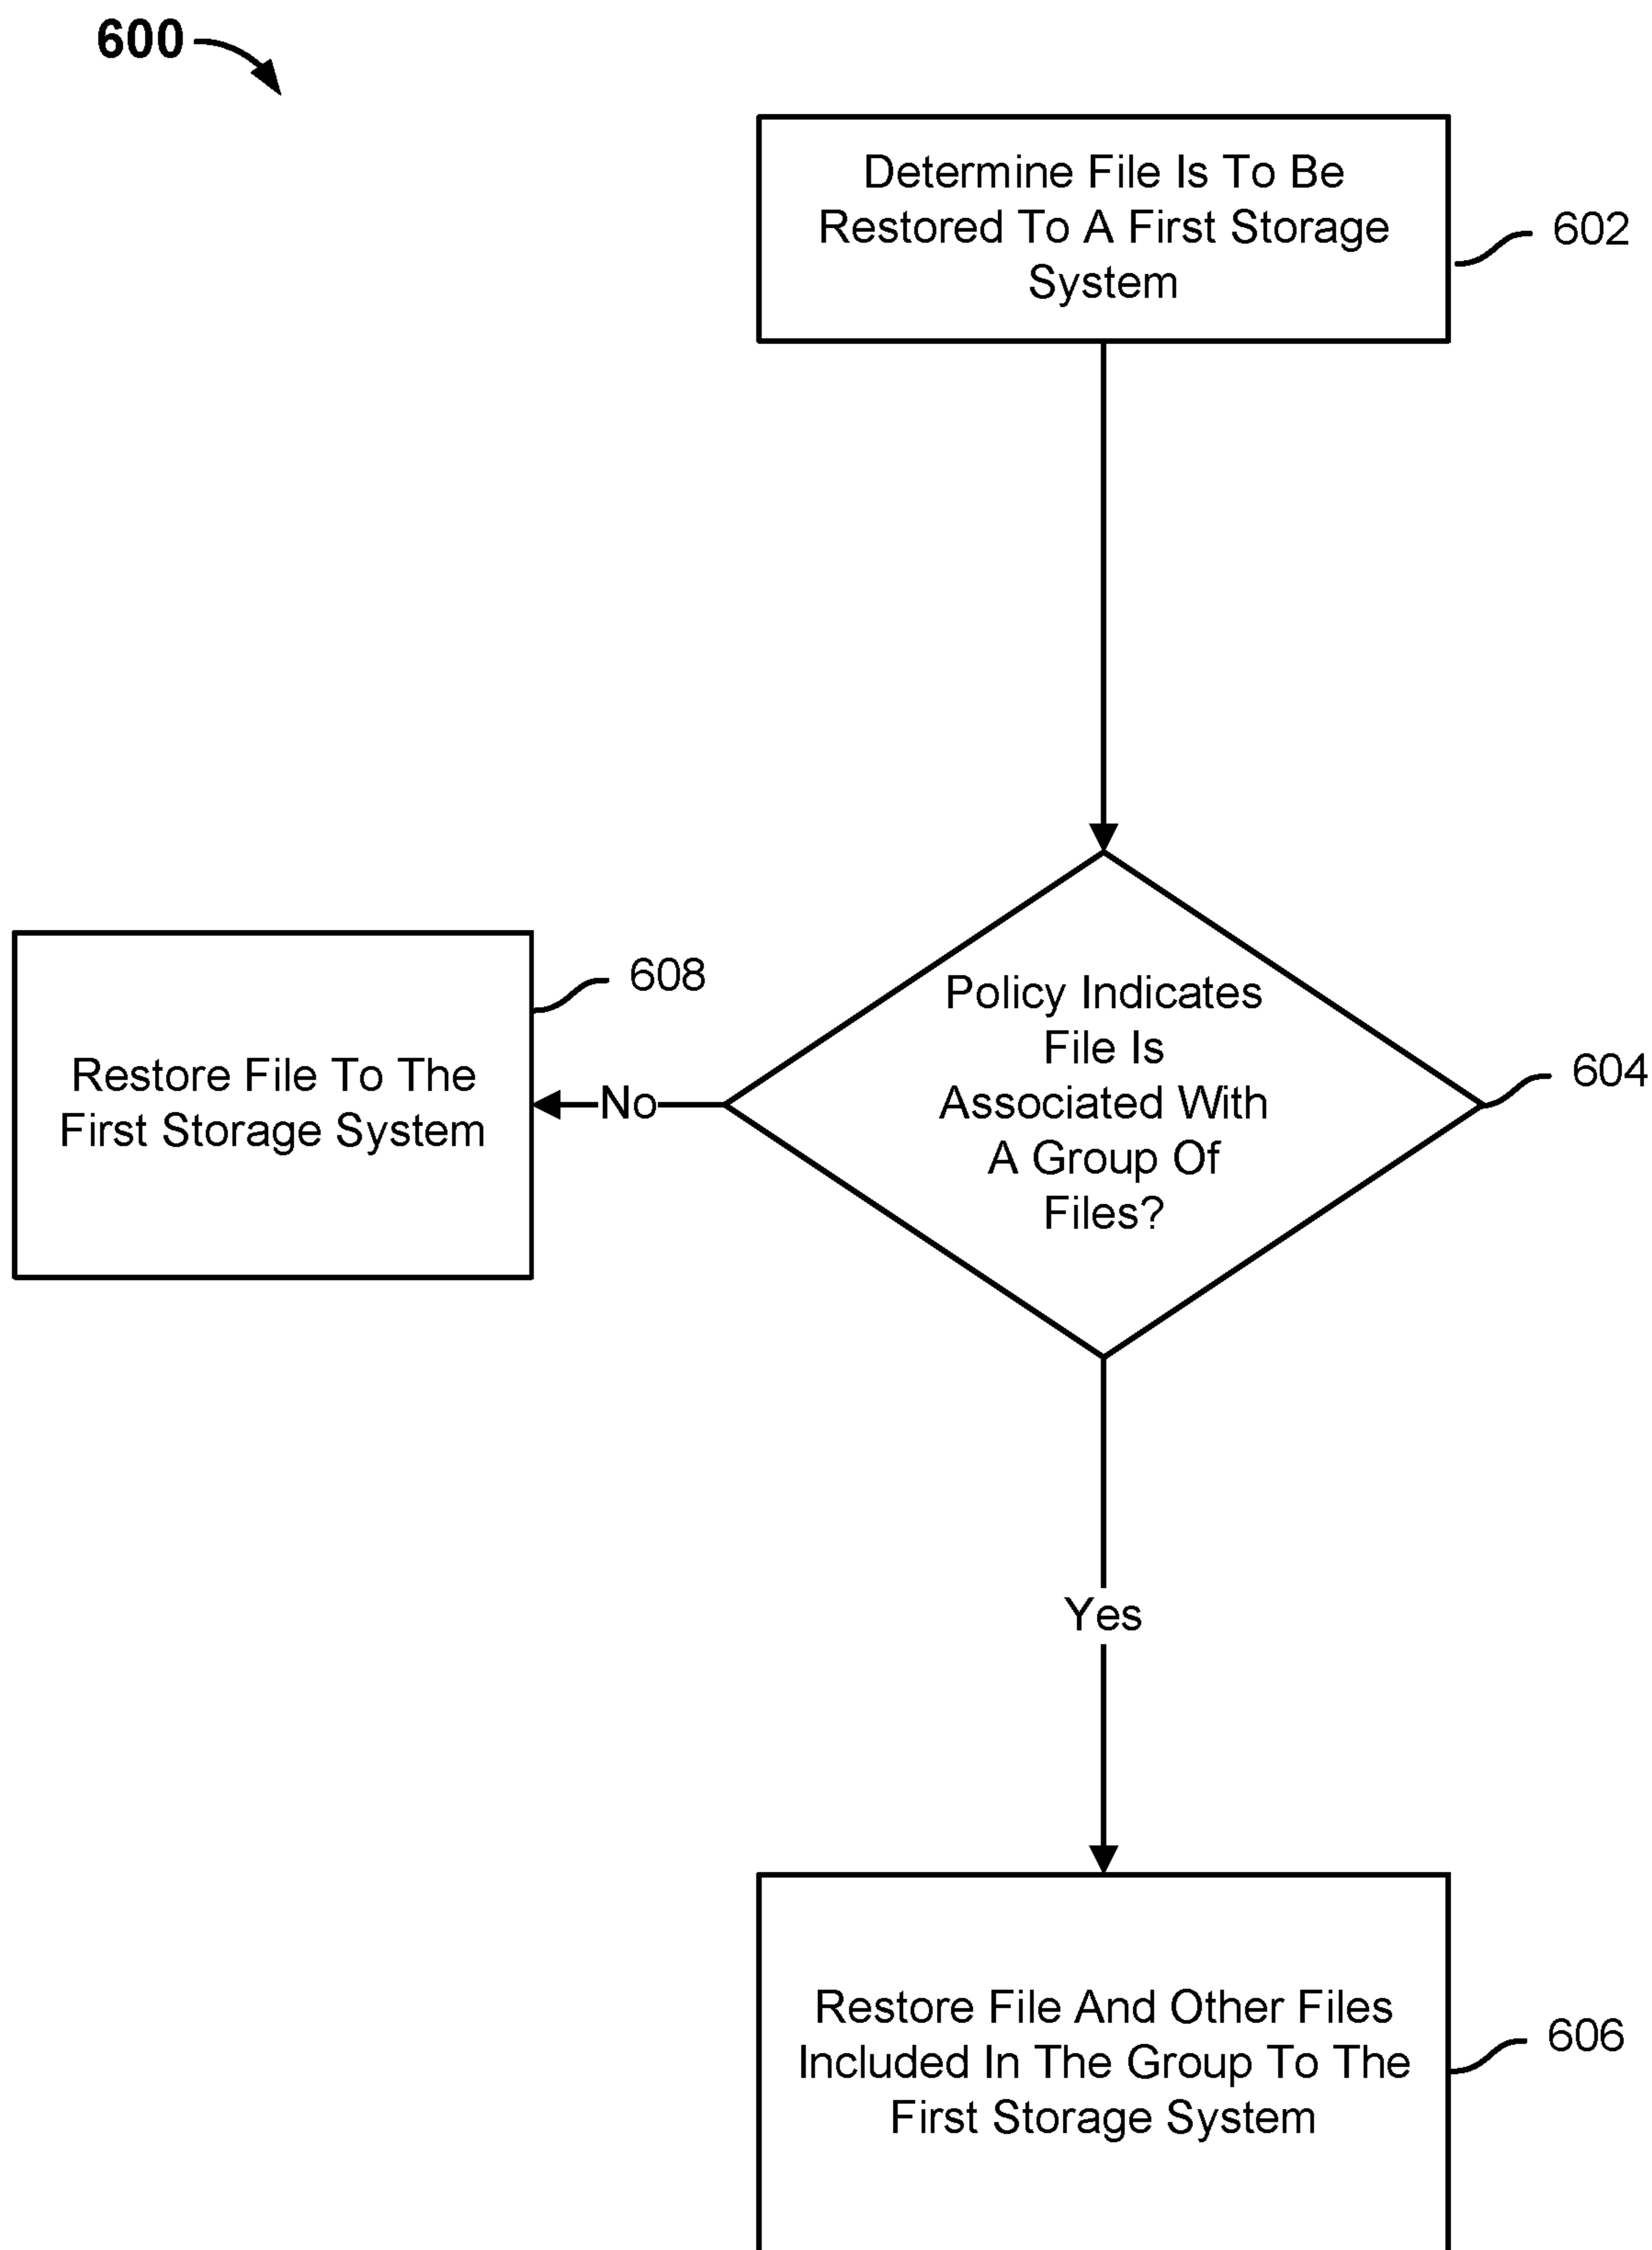 600
Determine File Is To Be
Restored To A First Storage
System
602
608
Restore File To The
First Storage System
No
Policy Indicates
File Is
Associated With
A Group Of
Files?
604
Yes
Restore File And Other Files
Included In The Group To The
First Storage System
606